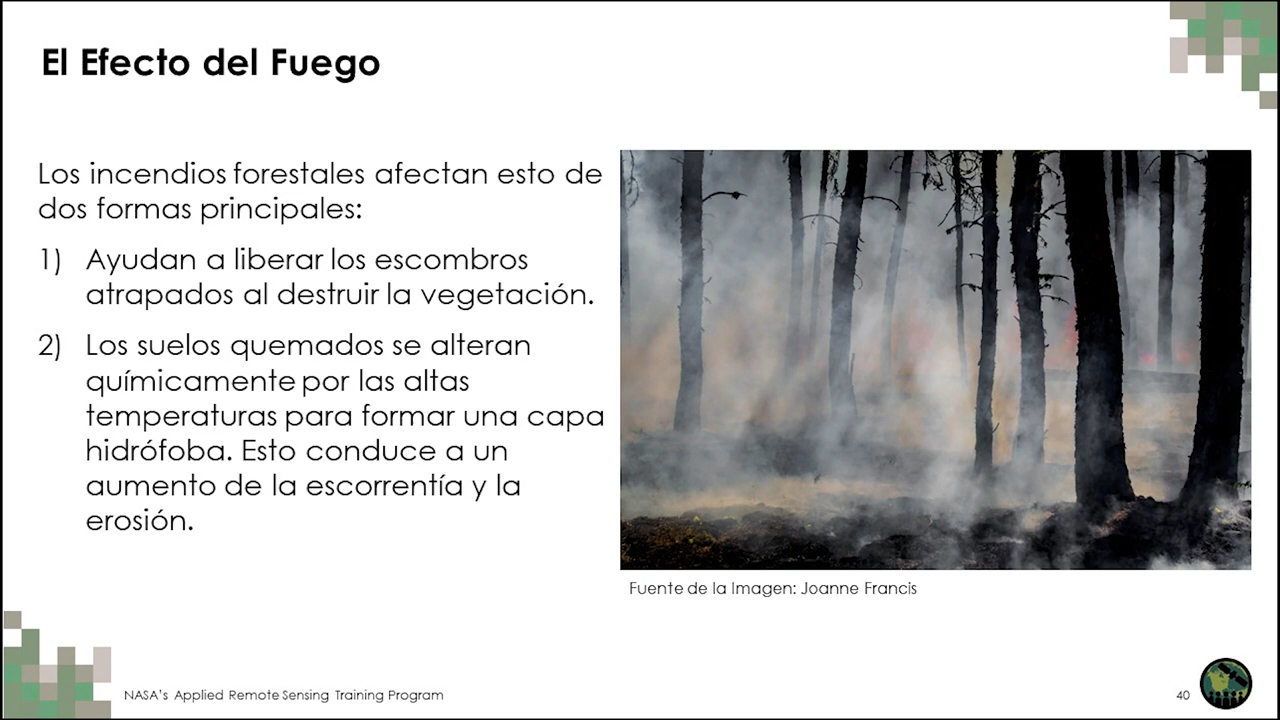 El Efecto del Fuego
Los incendios forestales afectan esto de
dos formas principales:
1) Ayudan a liberar los escombros
atrapados al destruir la vegetación.
2) Los suelos quemados se alteran
químicamente por las altas
temperaturas para formar una capa
hidrófoba. Esto conduce a un
aumento de la escorrentía y la
erosión.
Fuente de la Imagen: Joanne Francis
NASA's Applied Remote Sensing Training Program
40